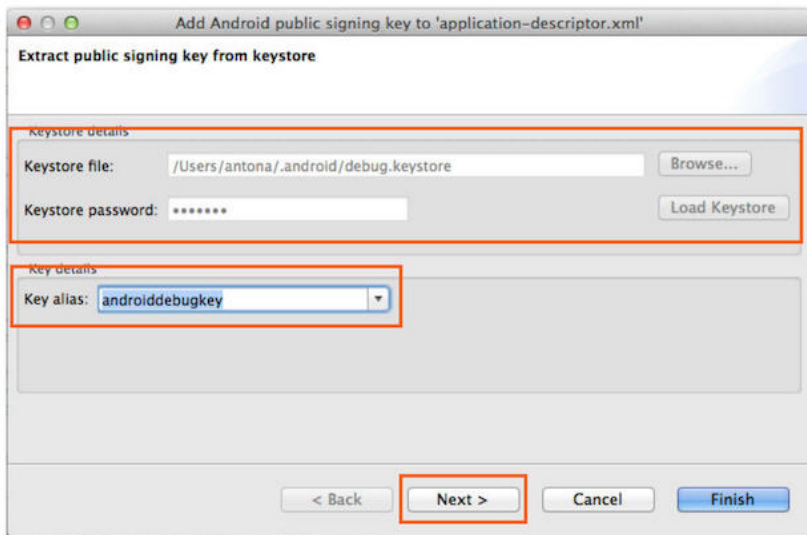 Add Android public signing key to 'application-descriptor.xml'
Extract public signing key from keystore
Keystore details
Keystore file: /Users/antona/.android/debug.keystore Browse...
Keystore password: ••••••• Load Keystore
Key details
Key alias: androiddebugkey
< Back Next > Cancel Finish